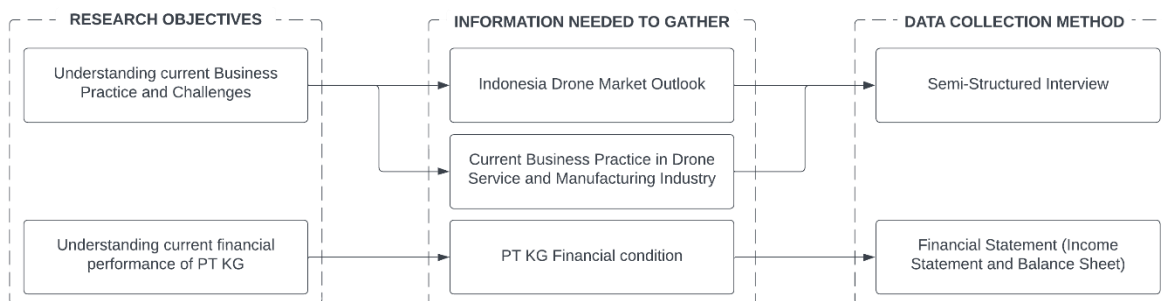 RESEARCH OBJECTIVES
INFORMATION NEEDED TO GATHER
DATA COLLECTION METHOD
Understanding current Business
Practice and Challenges
Indonesia Drone Market Outlook
Semi-Structured Interview
Current Business Practice in Drone
Service and Manufacturing Industry
Understanding current financial
performance of PT KG
PT KG Financial condition
Financial Statement (Income
Statement and Balance Sheet)